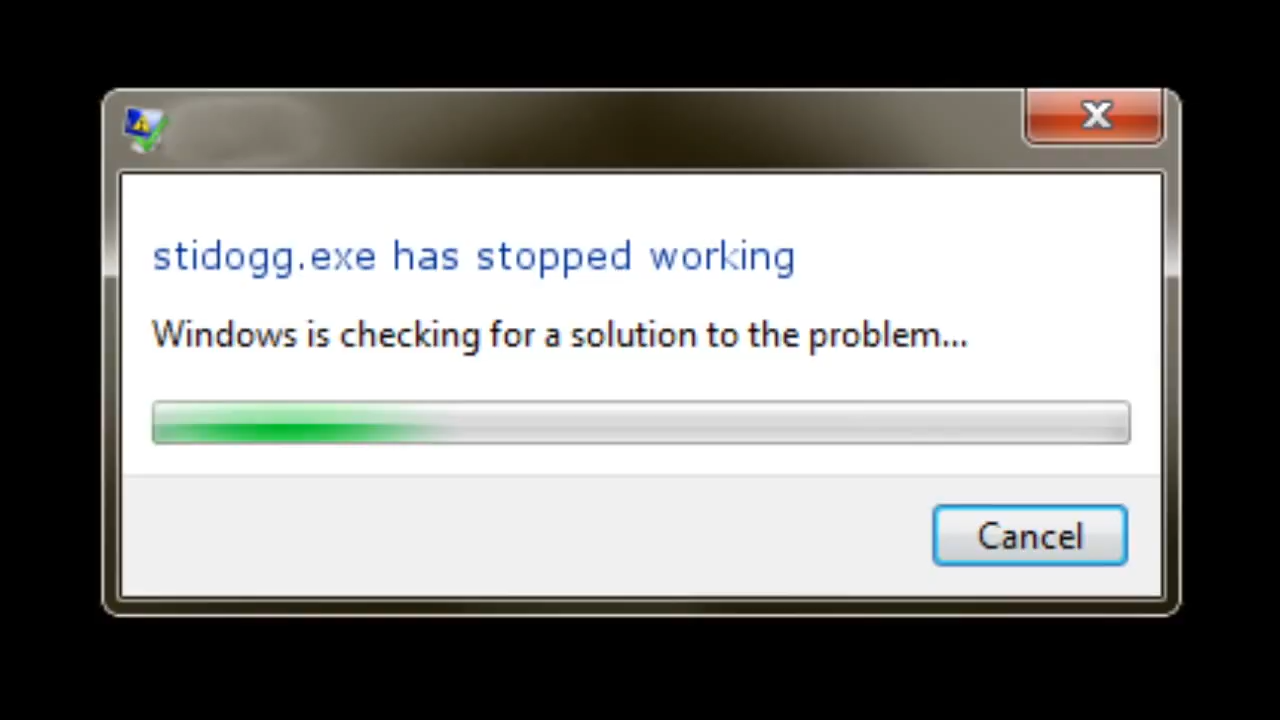 stidogg.exe has stopped working
Windows is checking for a solution to the problem...
Cancel